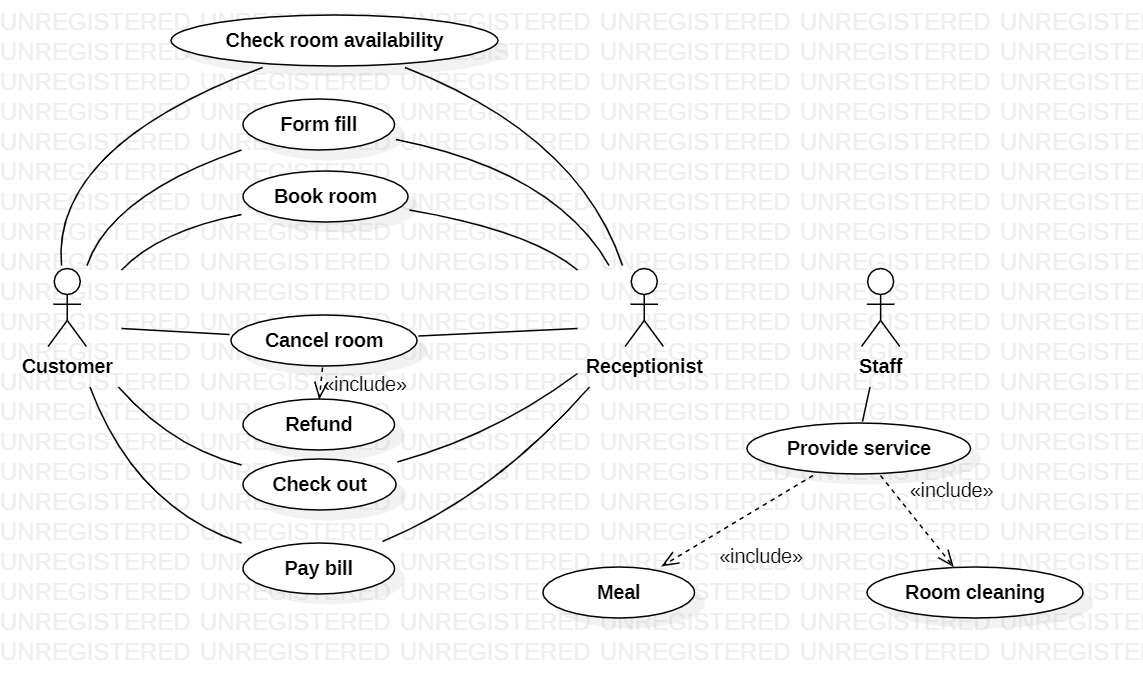 Check room availability
Form fill
Book room
Cancel room
Customer
Receptionist
Staff
«include»
Refund
Provide service
Check out
«include»
«include»
Pay bill
Meal
Room cleaning
UNREGISTERED